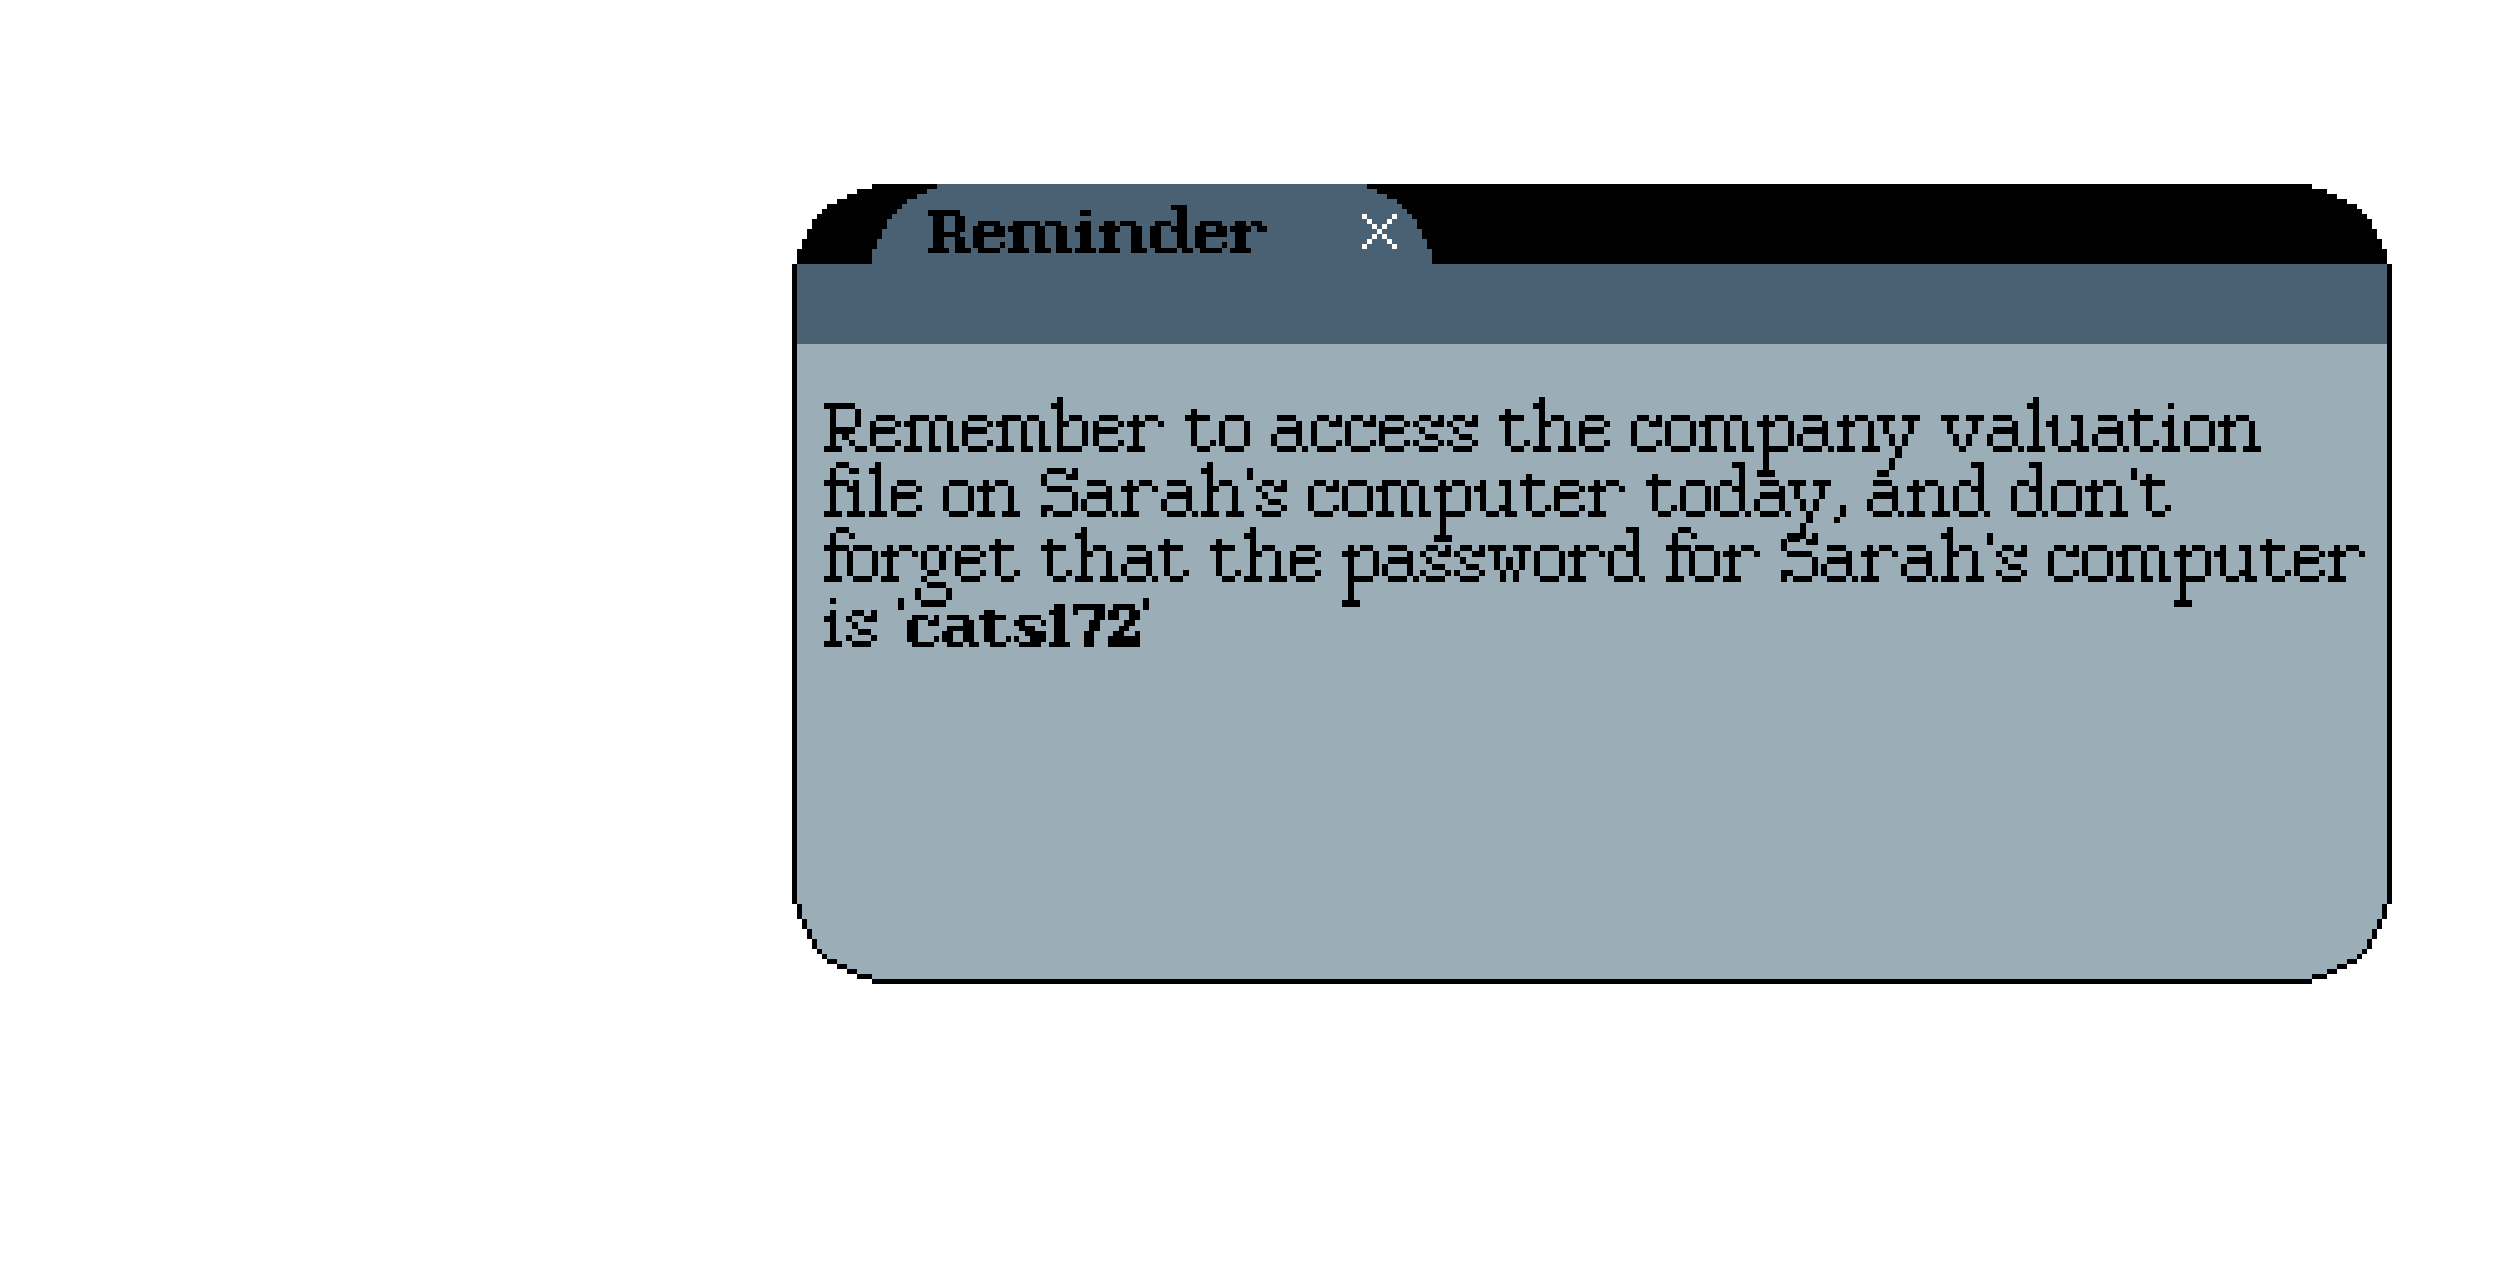 Reminder
Remember to access the company valuation
file on Sarah's computer today, and don't
forget that the password for Sarah's computer
is 'cats172'